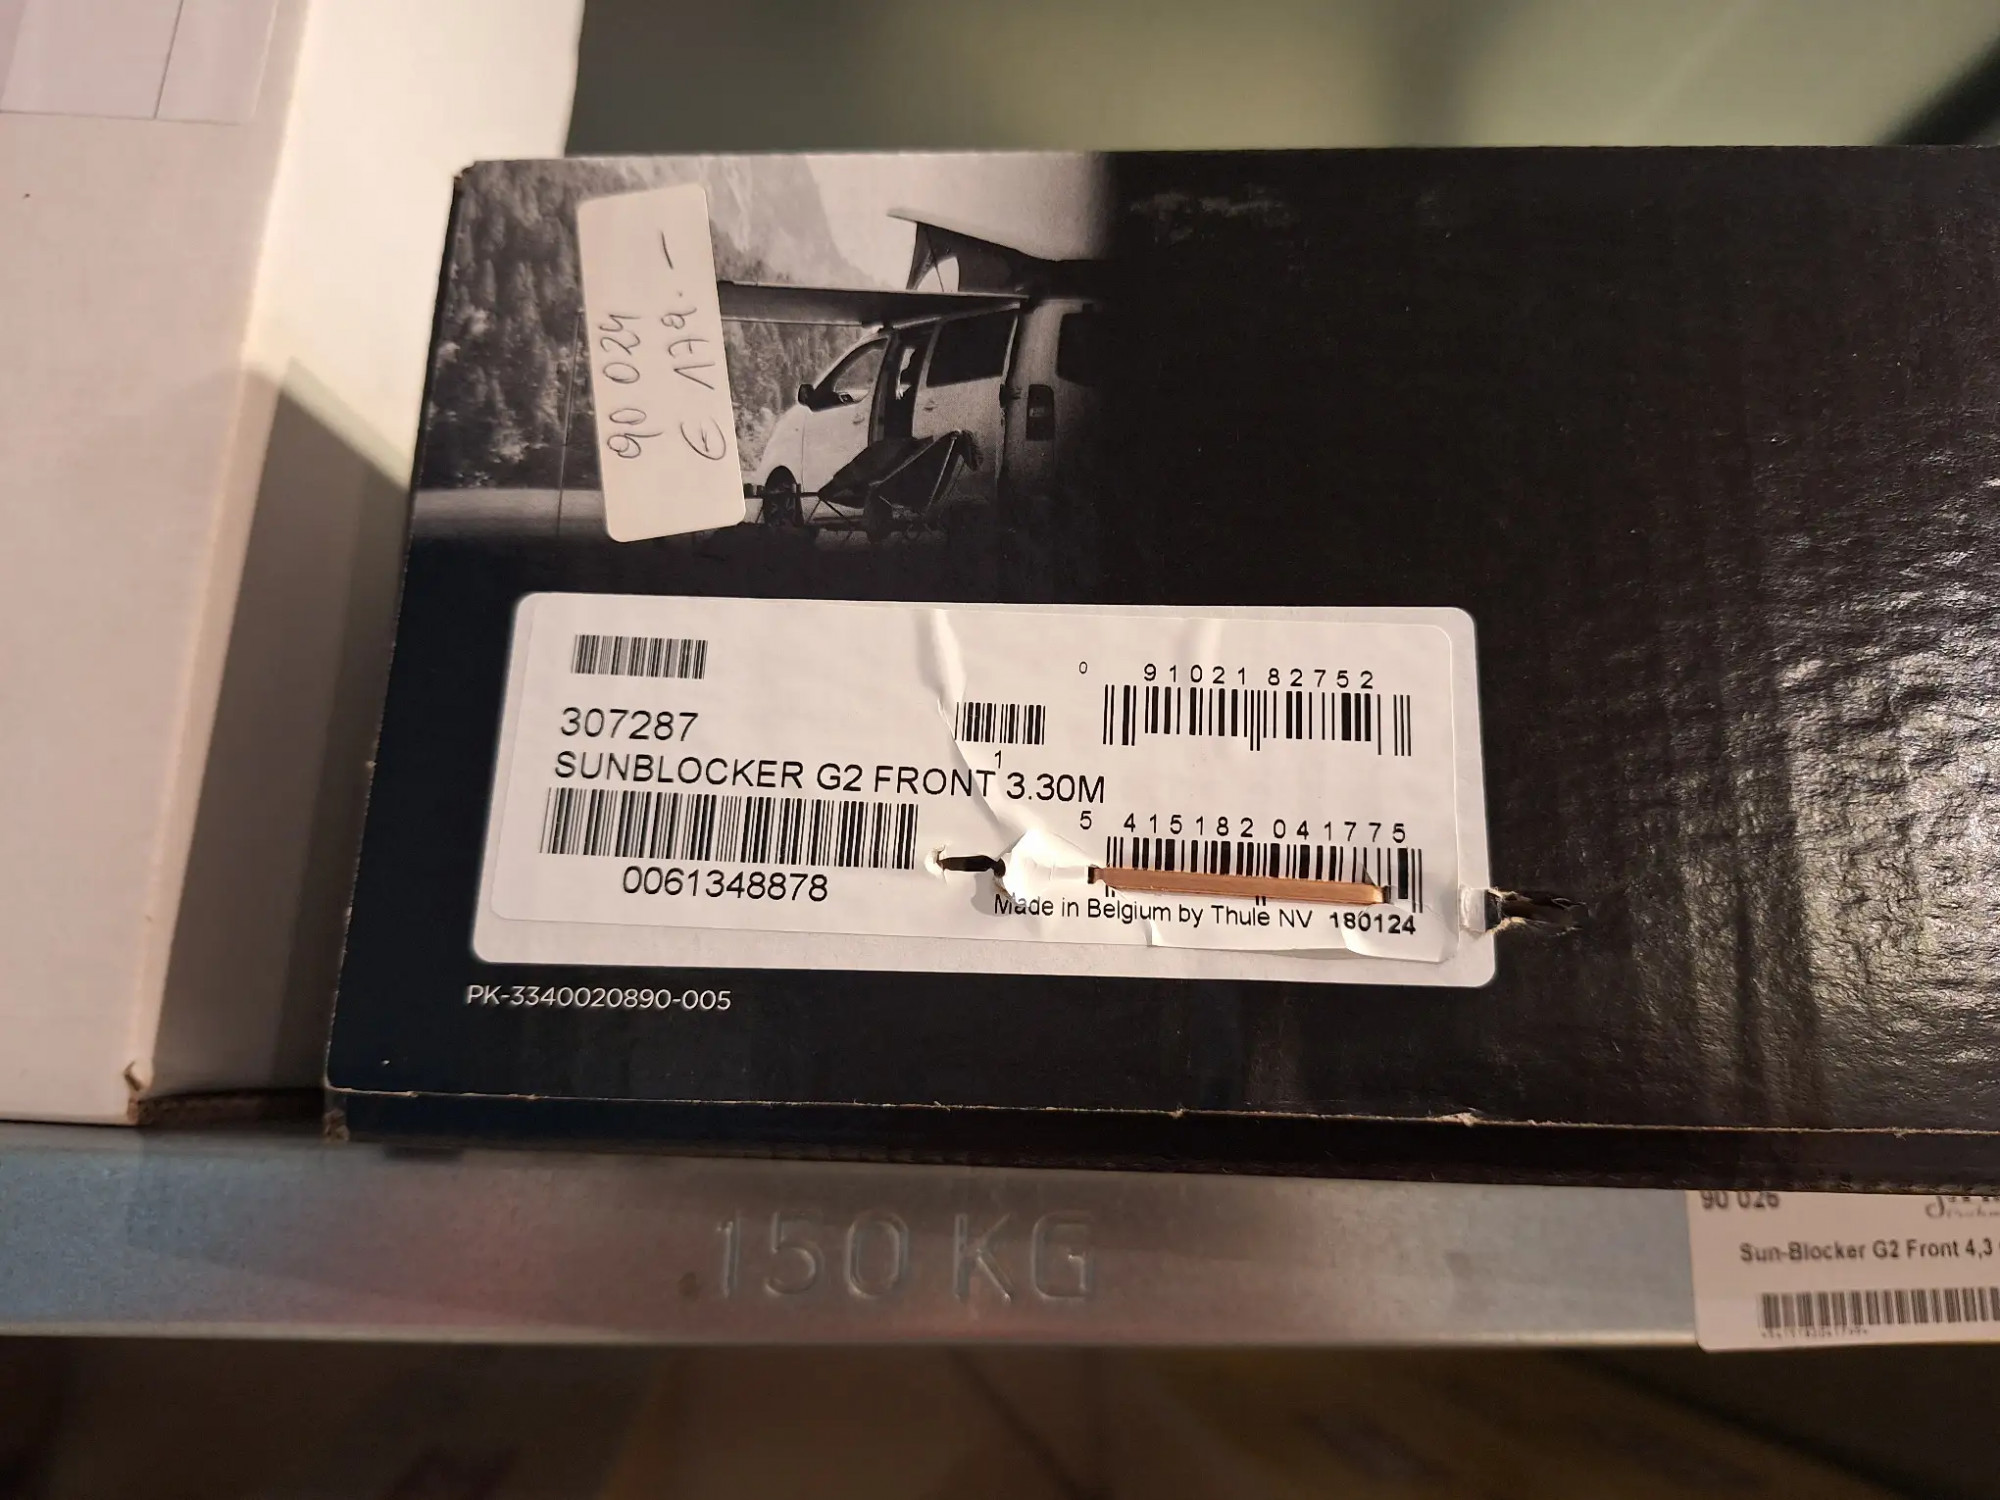 90 024
€ 179.-
307287
1
SUNBLOCKER G2 FRONT 3.30M
0061348878
0 91021 82752
5 415182 041775
Made in Belgium by Thule NV 180124
PK-3340020890-005
150 KG
90 026
Sun-Blocker G2 Front 4,3